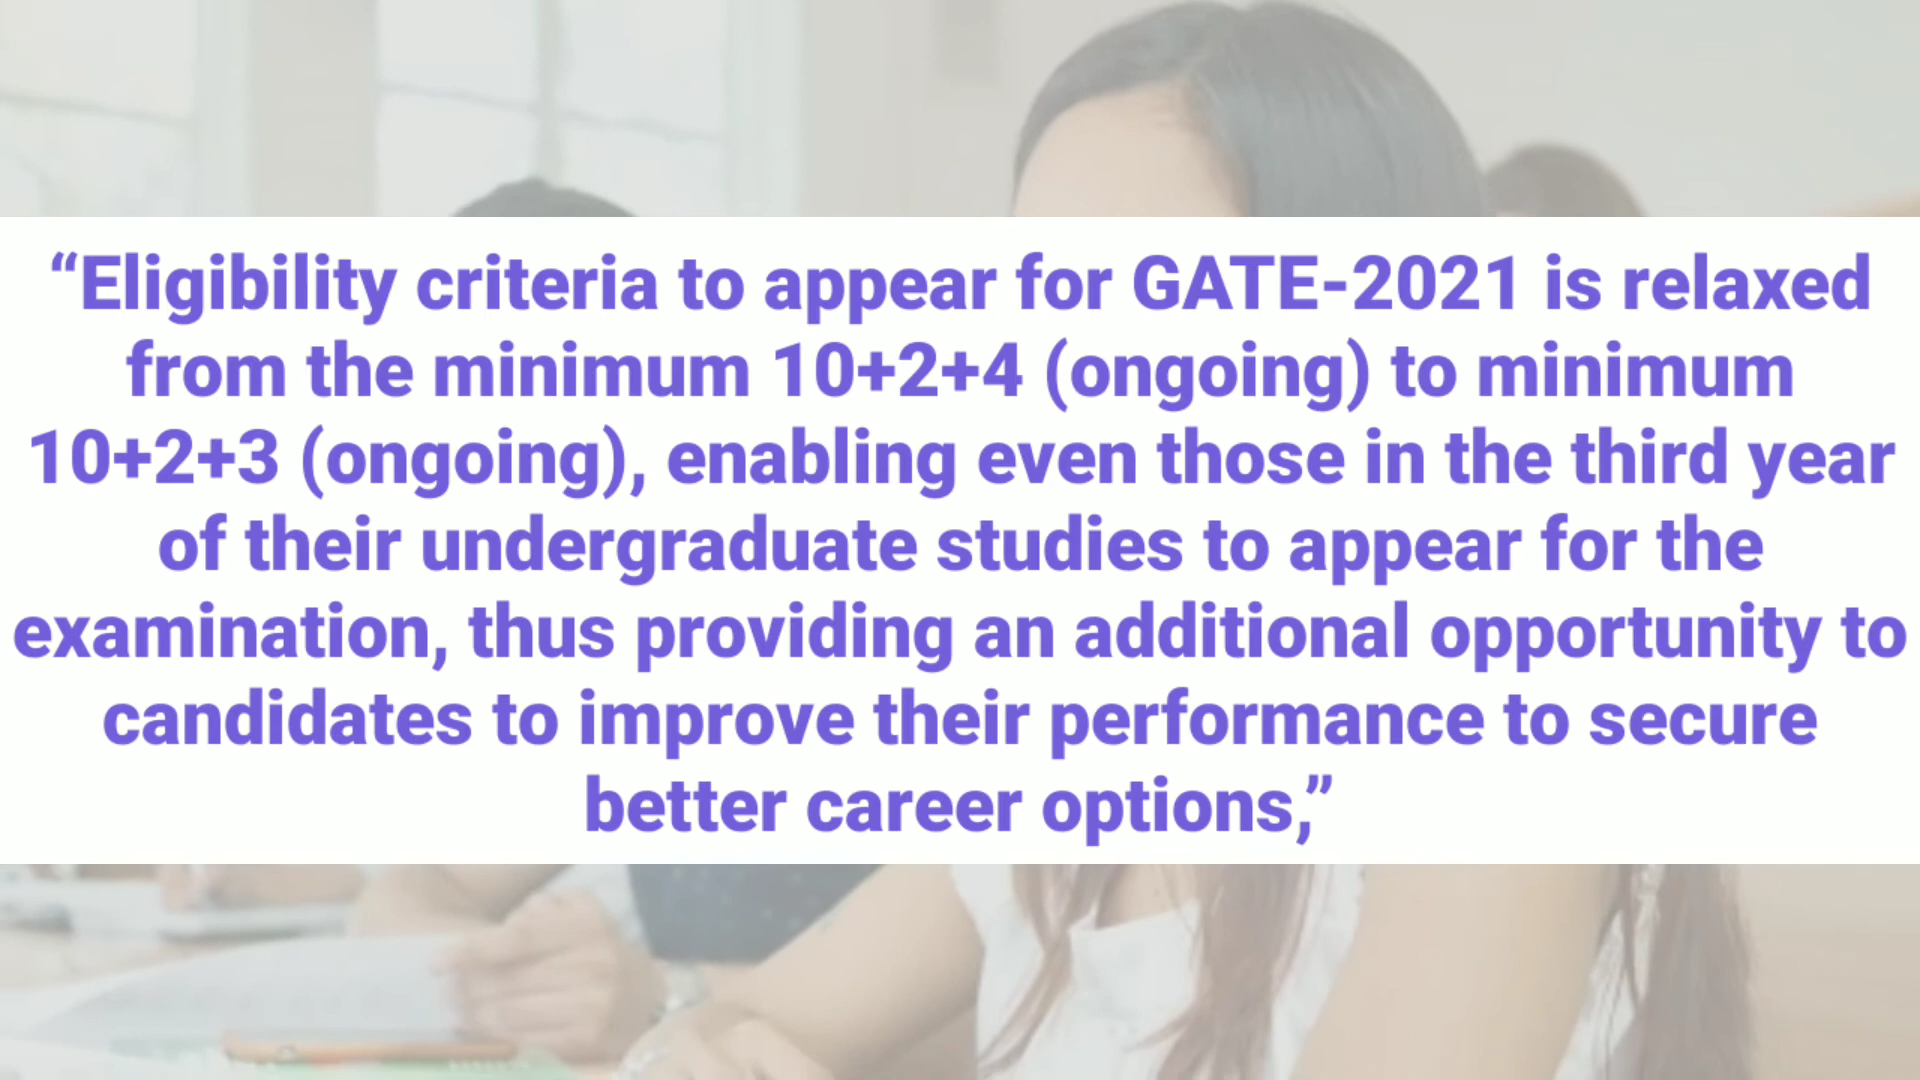 “Eligibility criteria to appear for GATE-2021 is relaxed
from the minimum 10+2+4 (ongoing) to minimum
10+2+3 (ongoing), enabling even those in the third year
of their undergraduate studies to appear for the
examination, thus providing an additional opportunity to
candidates to improve their performance to secure
better career options,”